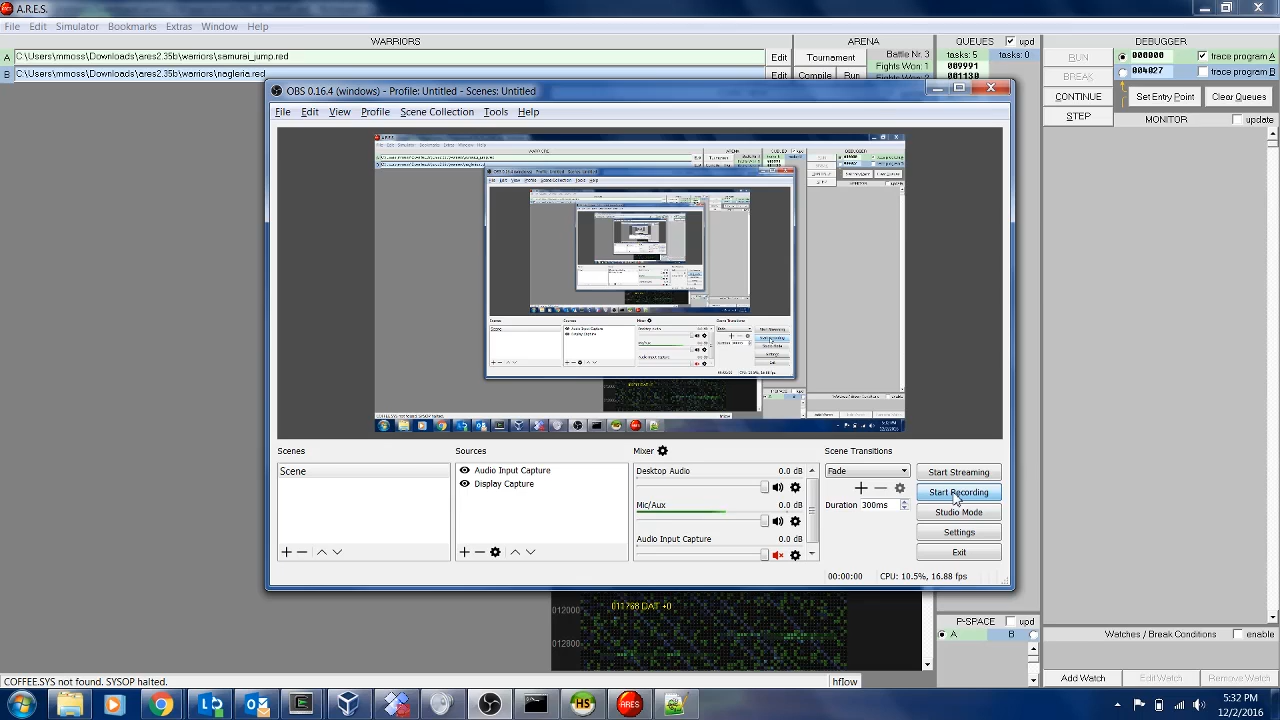 A.R.E.S.
File Edit Simulator Bookmarks Extras Window Help
WARRIORS
ARENA
QUEUES upd
DEBUGGER
A C:\Users\mmoss\Downloads\ares2.35b\warriors\samurai_jump.red Edit
B C:\Users\mmoss\Downloads\ares2.35b\warriors\nagleria.red Edit
Tournament
Compile Run
Battle Nr. 3
Fights Won: 1
tasks: 5 tasks: 0
009991
001130
RUN
BREAK
CONTINUE
STEP
000000 trace program A
004027 trace program B
Set Entry Point Clear Queues
MONITOR update
OBS 0.16.4 (windows) - Profile: Untitled - Scenes: Untitled
File Edit View Profile Scene Collection Tools Help
Scenes
Scene
Sources
Audio Input Capture
Display Capture
Mixer
Desktop Audio 0.0 dB
Mic/Aux 0.0 dB
Audio Input Capture 0.0 dB
Scene Transitions
Fade
Duration 300ms
Start Streaming
Start Recording
Studio Mode
Settings
Exit
00:00:00 CPU: 10.5%, 16.88 fps
012000 011768 DAT +0
012800
P-SPACE upd
A B
Watches / Break Conditions enable
Add Watch Edit Watch Remove Watch
COFFEE.SYS not found. SYSOP halted.
hflow
HS
5:32 PM
12/2/2016